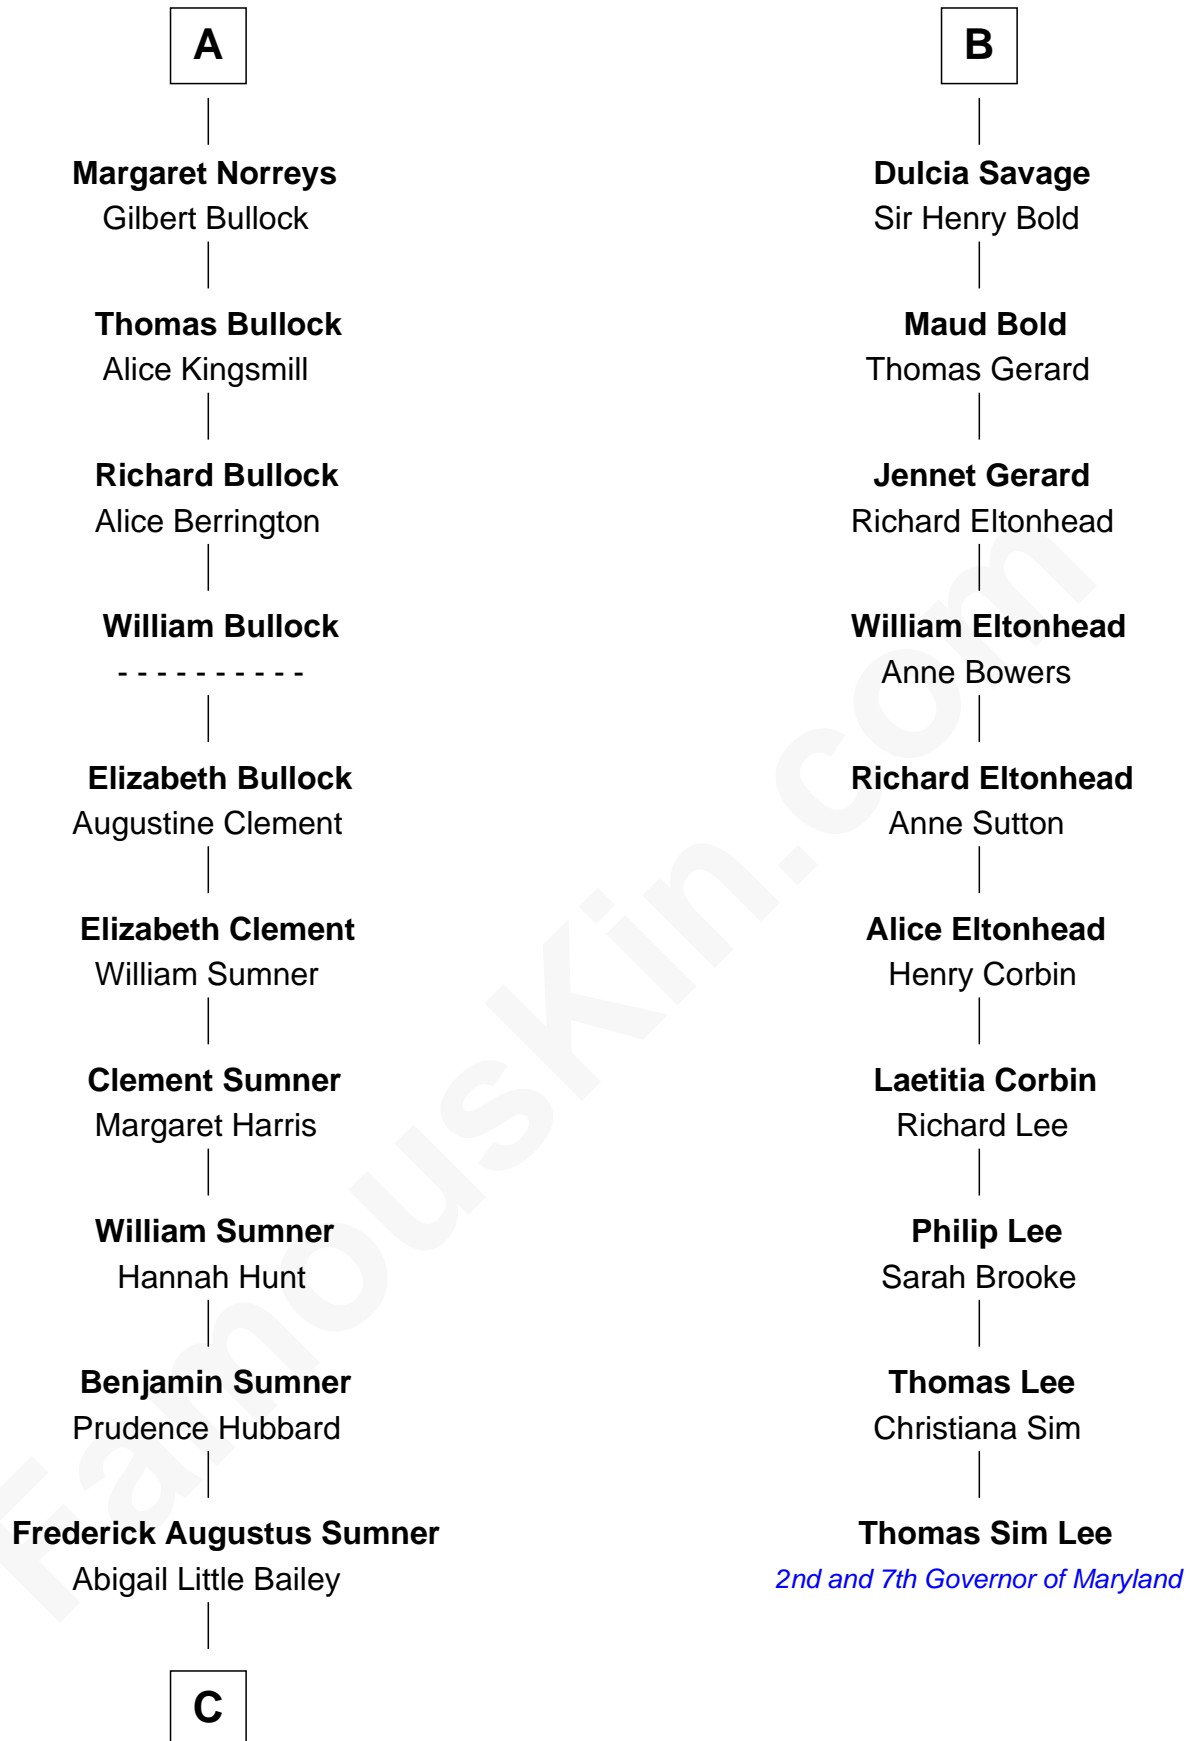 A
Margaret Norreys
Gilbert Bullock
Thomas Bullock
Alice Kingsmill
Richard Bullock
Alice Berrington
William Bullock
- - - - - - - - - -
Elizabeth Bullock
Augustine Clement
Elizabeth Clement
William Sumner
Clement Sumner
Margaret Harris
William Sumner
Hannah Hunt
Benjamin Sumner
Prudence Hubbard
Frederick Augustus Sumner
Abigail Little Bailey
C
B
Dulcia Savage
Sir Henry Bold
Maud Bold
Thomas Gerard
Jennet Gerard
Richard Eltonhead
William Eltonhead
Anne Bowers
Richard Eltonhead
Anne Sutton
Alice Eltonhead
Henry Corbin
Laetitia Corbin
Richard Lee
Philip Lee
Sarah Brooke
Thomas Lee
Christiana Sim
Thomas Sim Lee
2nd and 7th Governor of Maryland
FamousKin.com